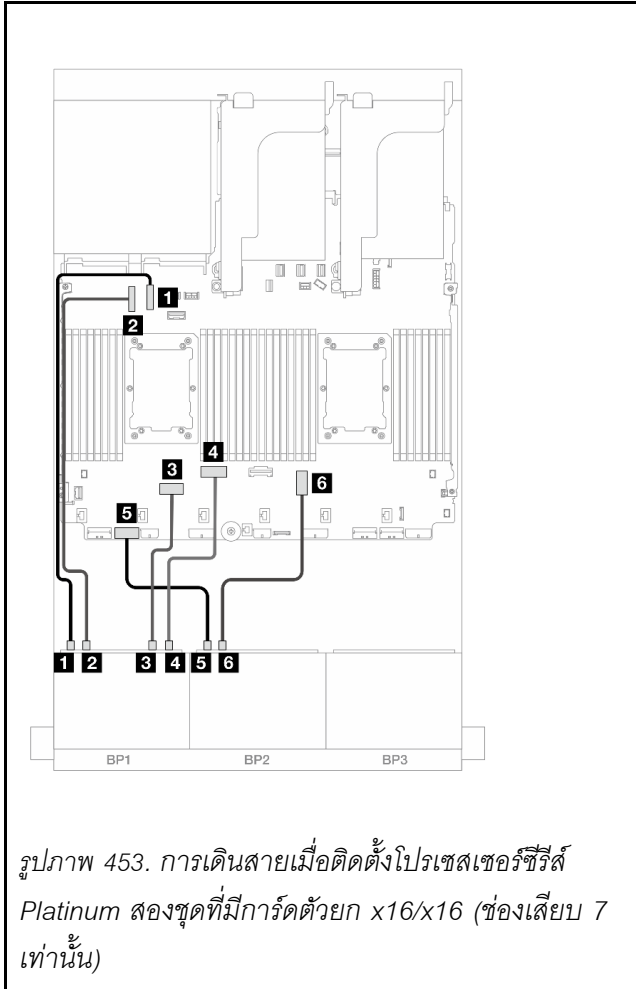 1
2
4
3
6
5
1 2 3 4 5 6
BP1 BP2 BP3
รูปภาพ 453. การเดินสายเมื่อติดตั้งโปรเซสเซอร์ซีรีส์
Platinum สองชุดที่มีการ์ดตัวยก x16/x16 (ช่องเสียบ 7
เท่านั้น)